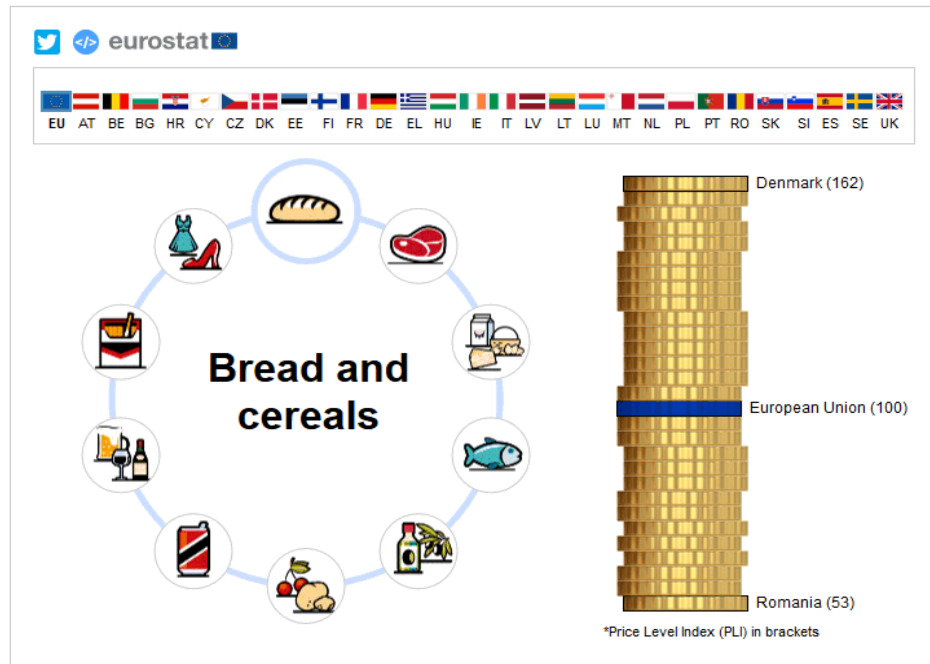 </> eurostat
EU AT BE BG HR CY CZ DK EE FI FR DE EL HU IE IT LV LT LU MT NL PL PT RO SK SI ES SE UK
Denmark (162)
Bread and
cereals
European Union (100)
Romania (53)
*Price Level Index (PLI) in brackets